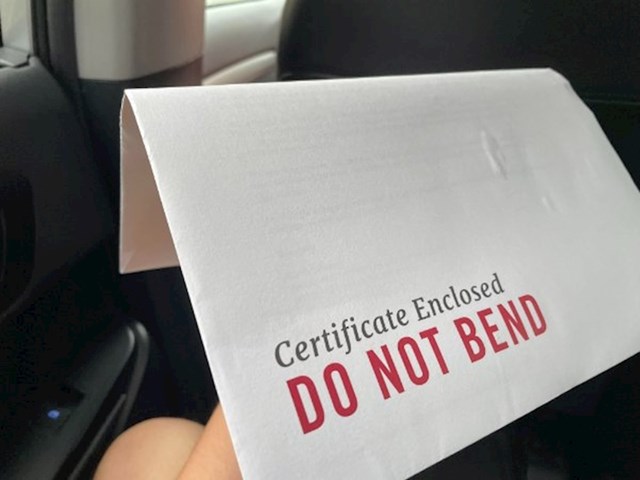 Certificate Enclosed
DO NOT BEND